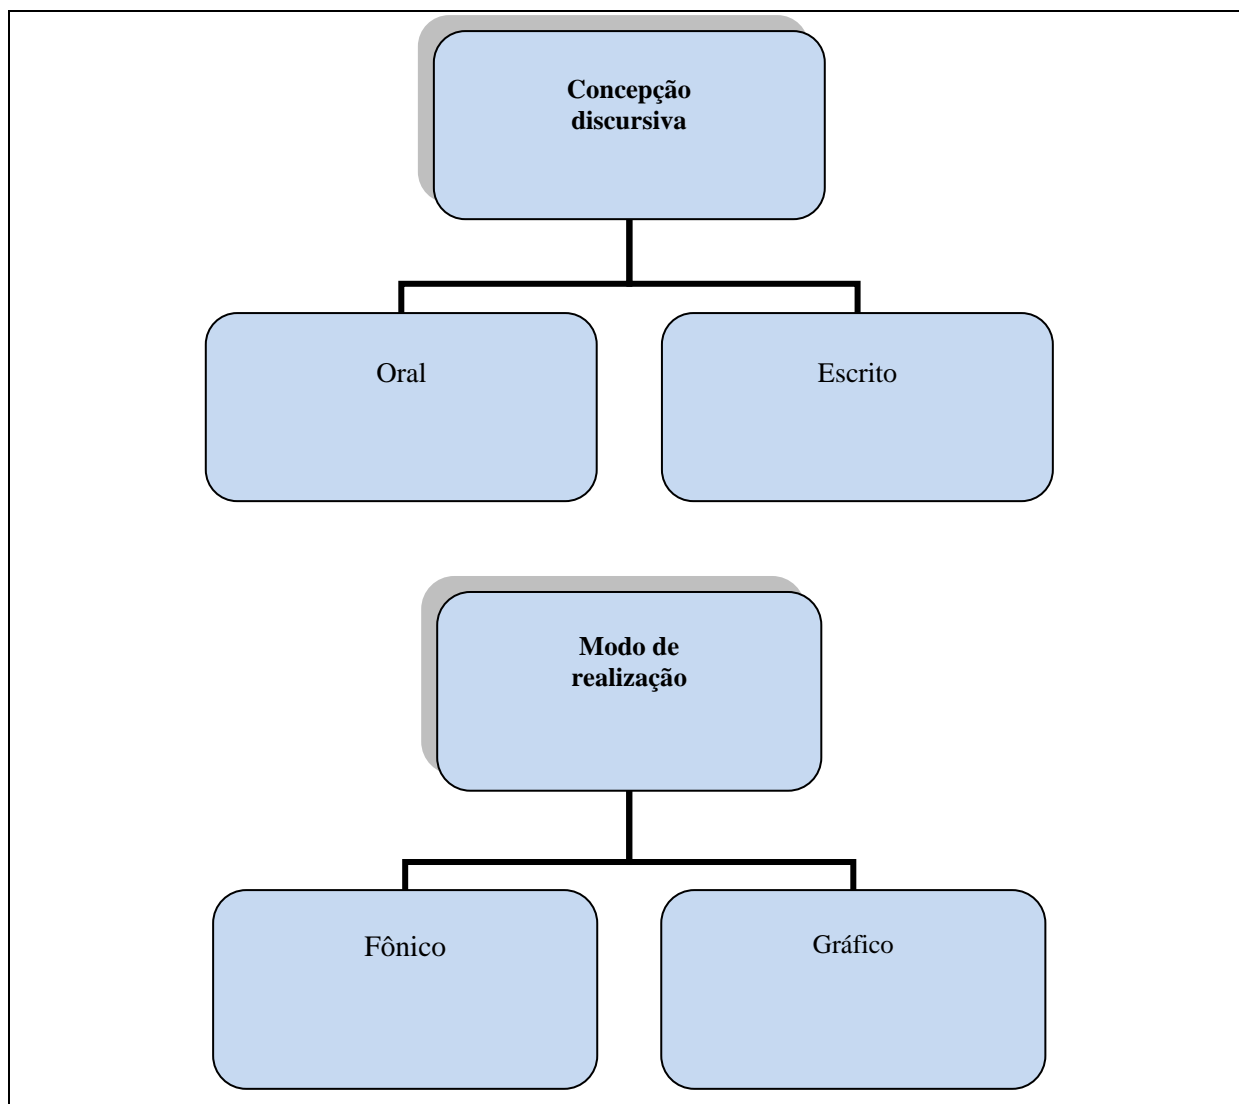 Concepção
discursiva
Oral
Escrito
Modo de
realização
Fônico
Gráfico